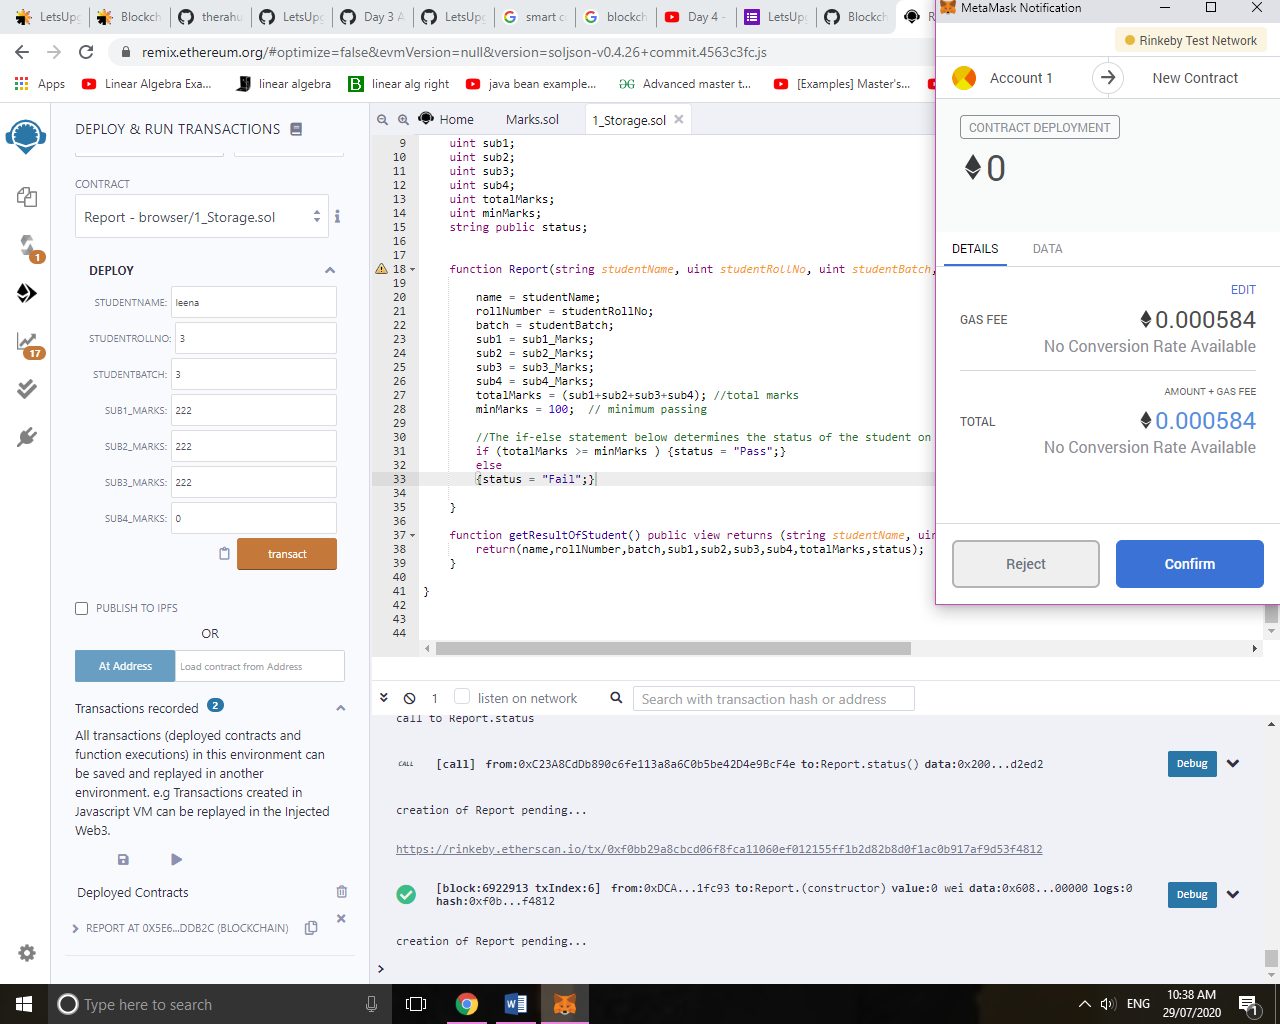 LetsUpg
Blockch
therahu
LetsUpg
Day 3 A
LetsUpg
smart c
blockch
Day 4 -
LetsUpg
Blockch
R
MetaMask Notification
remix.ethereum.org/#optimize=false&evmVersion=null&version=soljson-v0.4.26+commit.4563c3fc.js
Apps
Linear Algebra Exa...
linear algebra
linear alg right
java bean example...
Advanced master t...
[Examples] Master's...
Rinkeby Test Network
Account 1
New Contract
CONTRACT DEPLOYMENT
0
DETAILS
DATA
EDIT
GAS FEE
0.000584
No Conversion Rate Available
AMOUNT + GAS FEE
TOTAL
0.000584
No Conversion Rate Available
Reject
Confirm
DEPLOY & RUN TRANSACTIONS
CONTRACT
Report - browser/1_Storage.sol
i
1
17
DEPLOY
STUDENTNAME: leena
STUDENTROLLNO: 3
STUDENTBATCH: 3
SUB1_MARKS: 222
SUB2_MARKS: 222
SUB3_MARKS: 222
SUB4_MARKS: 0
transact
PUBLISH TO IPFS
OR
At Address
Load contract from Address
Transactions recorded 2
All transactions (deployed contracts and
function executions) in this environment can
be saved and replayed in another
environment. e.g Transactions created in
Javascript VM can be replayed in the Injected
Web3.
Deployed Contracts
REPORT AT 0X5E6...DDB2C (BLOCKCHAIN)
Home
Marks.sol
1_Storage.sol
9 uint sub1;
10 uint sub2;
11 uint sub3;
12 uint sub4;
13 uint totalMarks;
14 uint minMarks;
15 string public status;
16
17
18 function Report(string studentName, uint studentRollNo, uint studentBatch,
19
20 name = studentName;
21 rollNumber = studentRollNo;
22 batch = studentBatch;
23 sub1 = sub1_Marks;
24 sub2 = sub2_Marks;
25 sub3 = sub3_Marks;
26 sub4 = sub4_Marks;
27 totalMarks = (sub1+sub2+sub3+sub4); //total marks
28 minMarks = 100; // minimum passing
29
30 //The if-else statement below determines the status of the student on
31 if (totalMarks >= minMarks ) {status = "Pass";}
32 else
33 {status = "Fail";}
34
35 }
36
37 function getResultOfStudent() public view returns (string studentName, uin
38 return(name,rollNumber,batch,sub1,sub2,sub3,sub4,totalMarks,status);
39 }
40
41 }
42
43
44
1
listen on network
Search with transaction hash or address
call to Report.status
CALL [call] from:0xC23A8CdDb890c6fe113a8a6C0b5be42D4e9BcF4e to:Report.status() data:0x200...d2ed2
Debug
creation of Report pending...
https://rinkeby.etherscan.io/tx/0xf0bb29a8cbcd06f8fca11060ef012155ff1b2d82b8d0f1ac0b917af9d53f4812
[block:6922913 txIndex:6] from:0xDCA...1fc93 to:Report.(constructor) value:0 wei data:0x608...00000 logs:0
hash:0xf0b...f4812
Debug
creation of Report pending...
>
Type here to search
ENG
10:38 AM
29/07/2020
1